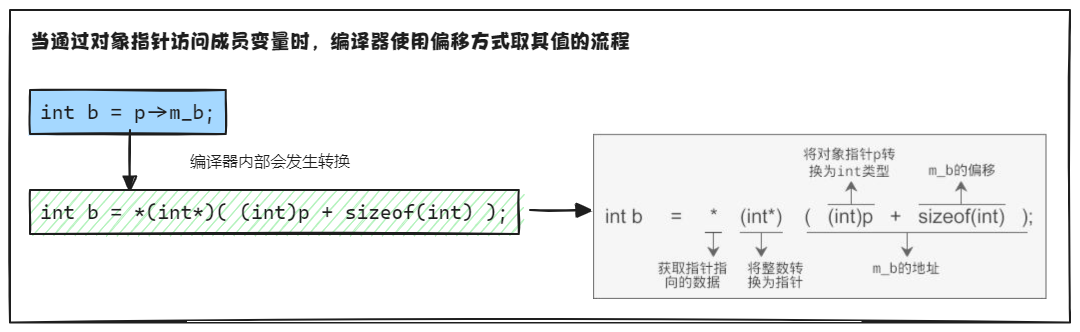 当通过对象指针访问成员变量时，编译器使用偏移方式取其值的流程
int b = p->m_b;
编译器内部会发生转换
int b = *(int*)( (int)p + sizeof(int) );
将对象指针p转
换为int类型
m_b的偏移
int b = * (int*) ( (int)p + sizeof(int) );
获取指针指
向的数据
将整数转
换为指针
m_b的地址